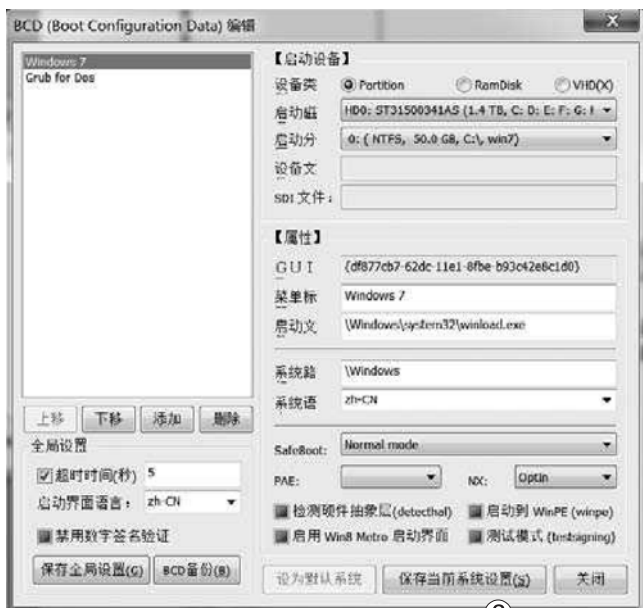 BCD (Boot Configuration Data) 编辑
Windows 7
Grub for Dos
上移
下移
添加
删除
全局设置
超时时间(秒) 5
启动界面语言: zh-CN
禁用数字签名验证
保存全局设置(G)
BCD备份(B)
【启动设备】
设备类 Partition RamDisk VHD(X)
启动磁 HD0: ST31500341AS (1.4 TB, C: D: E: F: G: H
启动分 0: ( NTFS, 50.0 GB, C:\, win7)
设备文
SDI 文件:
【属性】
GUI {df877cb7-62dc-11e1-8fbe-b93c42e8c1d0}
菜单标 Windows 7
启动文 \Windows\system32\winload.exe
系统路 \Windows
系统语 zh-CN
SafeBoot: Normal mode
PAE: NX: OptIn
检测硬件抽象层(detecthal) 启动到 WinPE (winpe)
启用 Win8 Metro 启动界面 测试模式 (testsigning)
设为默认系统
保存当前系统设置(S)
关闭